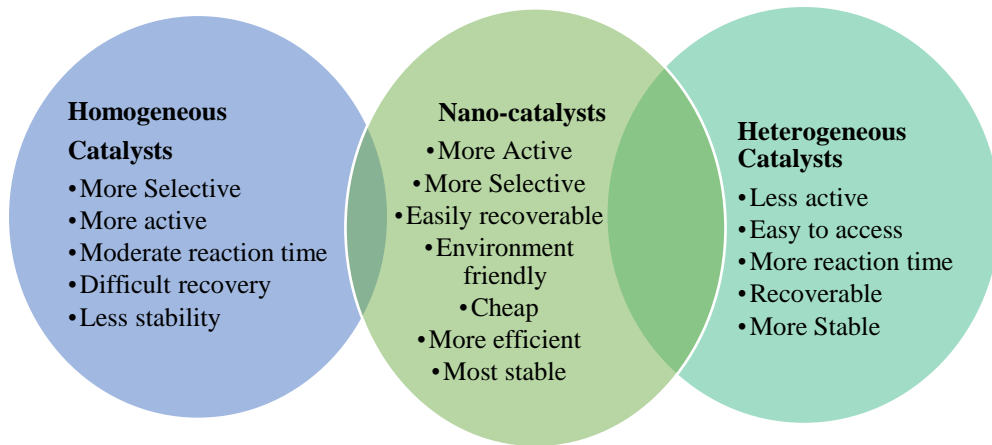 Homogeneous
Catalysts
•More Selective
•More active
•Moderate reaction time
•Difficult recovery
•Less stability
Nano-catalysts
•More Active
•More Selective
•Easily recoverable
•Environment
friendly
•Cheap
•More efficient
•Most stable
Heterogeneous
Catalysts
•Less active
•Easy to access
•More reaction time
•Recoverable
•More Stable